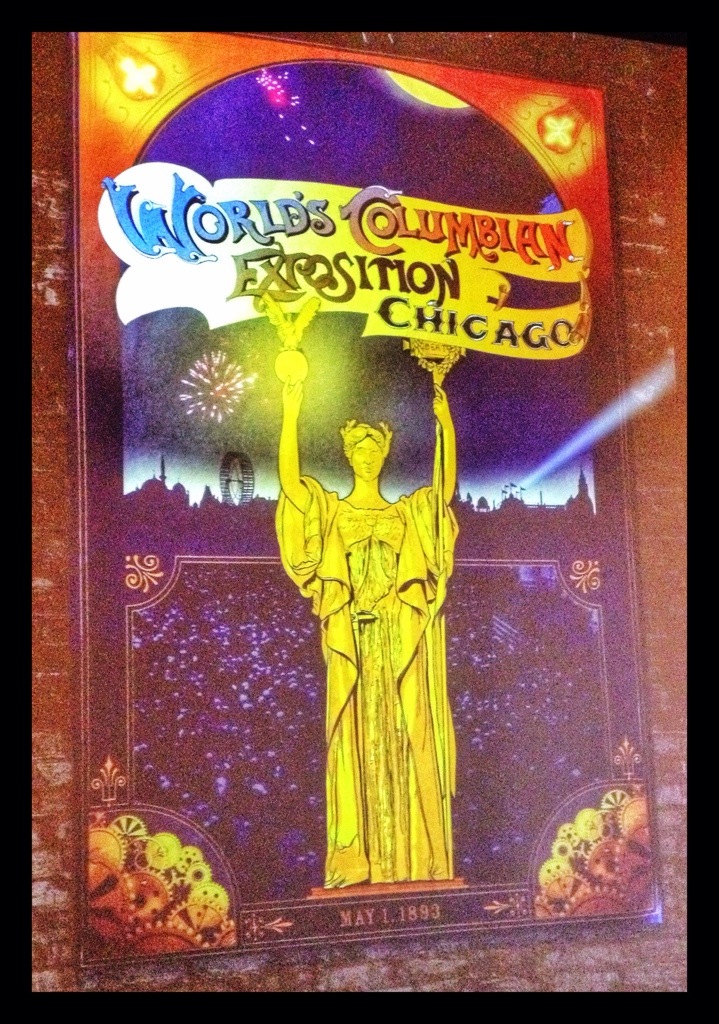 WORLD'S COLUMBIAN
EXPOSITION
CHICAGO
MAY 1, 1893